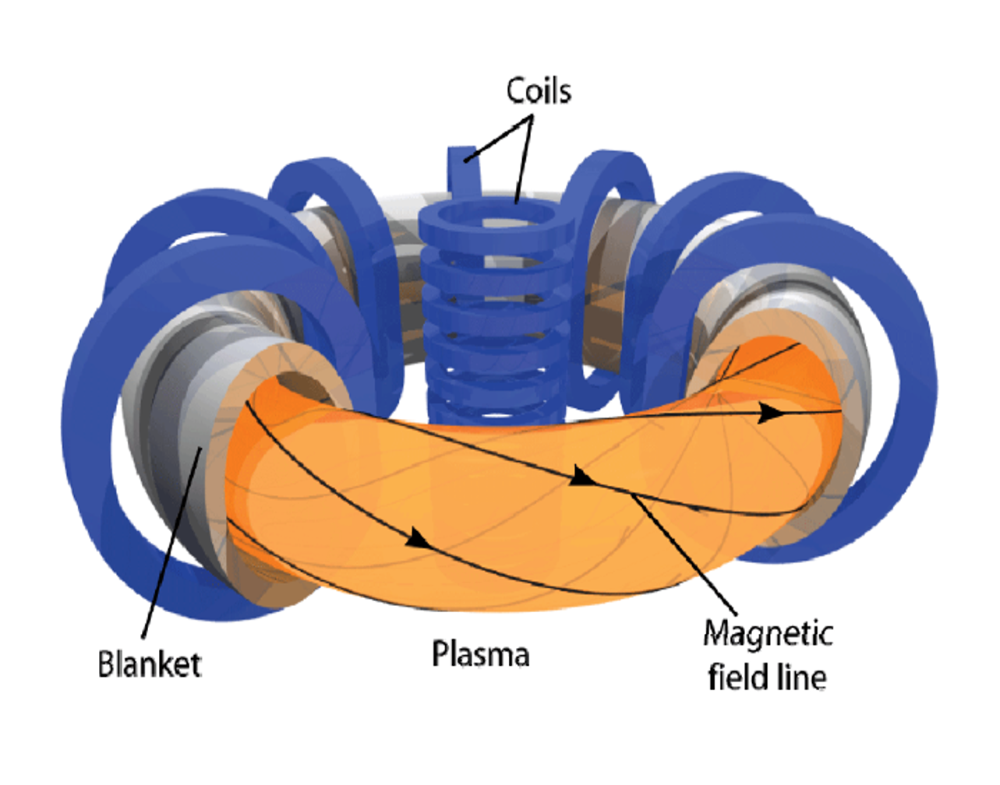 Coils
Blanket
Plasma
Magnetic
field line